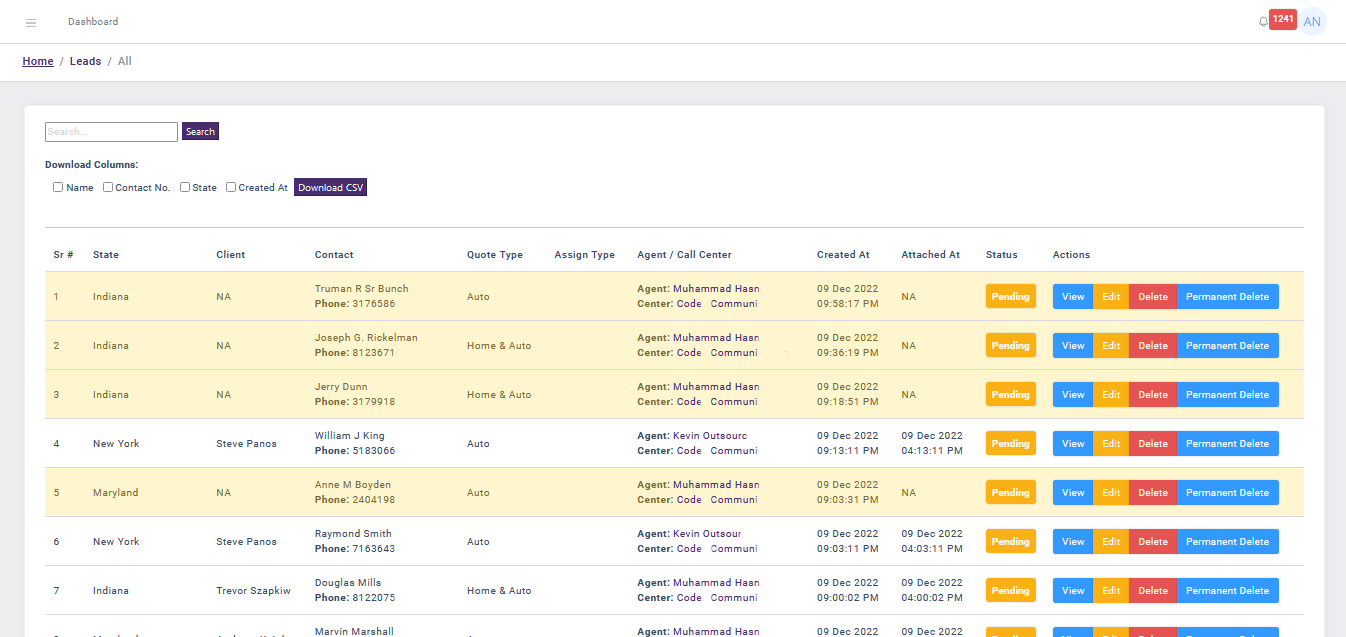 Dashboard 1241 AN
Home / Leads / All
Search... Search
Download Columns:
Name Contact No. State Created At Download CSV
Sr # State Client Contact Quote Type Assign Type Agent / Call Center Created At Attached At Status Actions
Truman R Sr Bunch Agent: Muhammad Hasn 09 Dec 2022
1 Indiana NA Auto NA Pending View Edit Delete Permanent Delete
Phone: 3176586 Center: Code Communi 09:58:17 PM
Joseph G. Rickelman Agent: Muhammad Hasn 09 Dec 2022
2 Indiana NA Home & Auto NA Pending View Edit Delete Permanent Delete
Phone: 8123671 Center: Code Communi 09:36:19 PM
Jerry Dunn Agent: Muhammad Hasn 09 Dec 2022
3 Indiana NA Home & Auto NA Pending View Edit Delete Permanent Delete
Phone: 3179918 Center: Code Communi 09:18:51 PM
William J King Agent: Kevin Outsourc 09 Dec 2022 09 Dec 2022
4 New York Steve Panos Auto Pending View Edit Delete Permanent Delete
Phone: 5183066 Center: Code Communi 09:13:11 PM 04:13:11 PM
Anne M Boyden Agent: Muhammad Hasn 09 Dec 2022
5 Maryland NA Auto NA Pending View Edit Delete Permanent Delete
Phone: 2404198 Center: Code Communi 09:03:31 PM
Raymond Smith Agent: Kevin Outsour 09 Dec 2022 09 Dec 2022
6 New York Steve Panos Auto Pending View Edit Delete Permanent Delete
Phone: 7163643 Center: Code Communi 09:03:11 PM 04:03:11 PM
Douglas Mills Agent: Muhammad Hasn 09 Dec 2022 09 Dec 2022
7 Indiana Trevor Szapkiw Home & Auto Pending View Edit Delete Permanent Delete
Phone: 8122075 Center: Code Communi 09:00:02 PM 04:00:02 PM
Marvin Marshall Agent: Muhammad Hasn 09 Dec 2022 09 Dec 2022